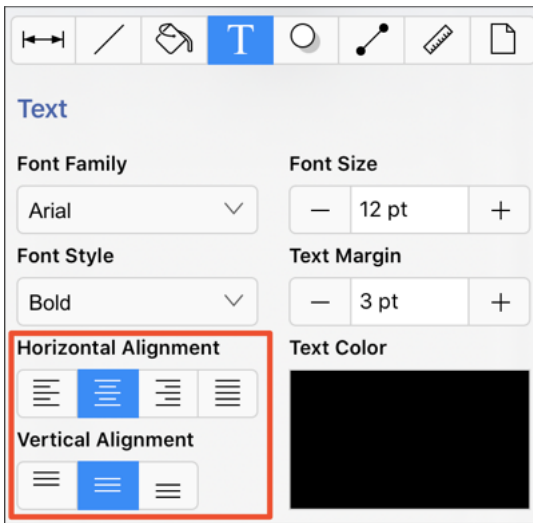 T
Text
Font Family
Font Size
Arial
12 pt
Font Style
Text Margin
Bold
3 pt
Horizontal Alignment
Text Color
Vertical Alignment